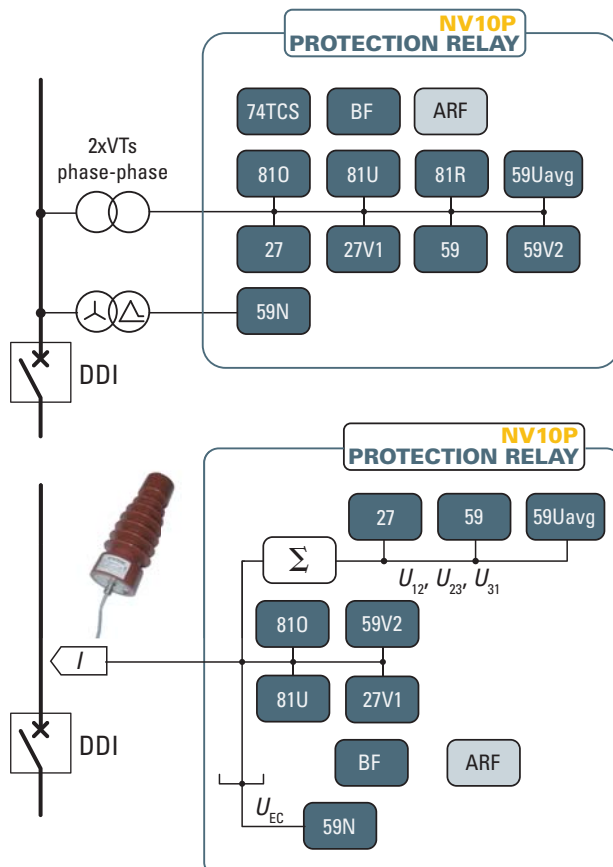 NV10P
PROTECTION RELAY
74TCS BF ARF
2xVTs
phase-phase
81O 81U 81R 59Uavg
27 27V1 59 59V2
59N
DDI
NV10P
PROTECTION RELAY
27 59 59Uavg
Σ
U12, U23, U31
81O 59V2
I
81U 27V1
DDI
BF ARF
UEC
59N